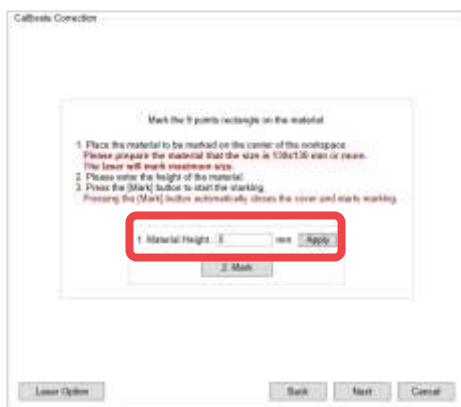 Calibrate Correction
Mark the 9 points rectangle on the material
1. Place the material to be marked on the center of the workspace.
Please prepare the material that the size is 130x130 mm or more.
The laser will mark maximum size.
2. Please enter the height of the material.
3. Press the [Mark] button to start the marking.
Pressing the [Mark] button automatically closes the cover and starts marking.
1. Material Height mm Apply
2. Mark
Laser Option Back Next Cancel